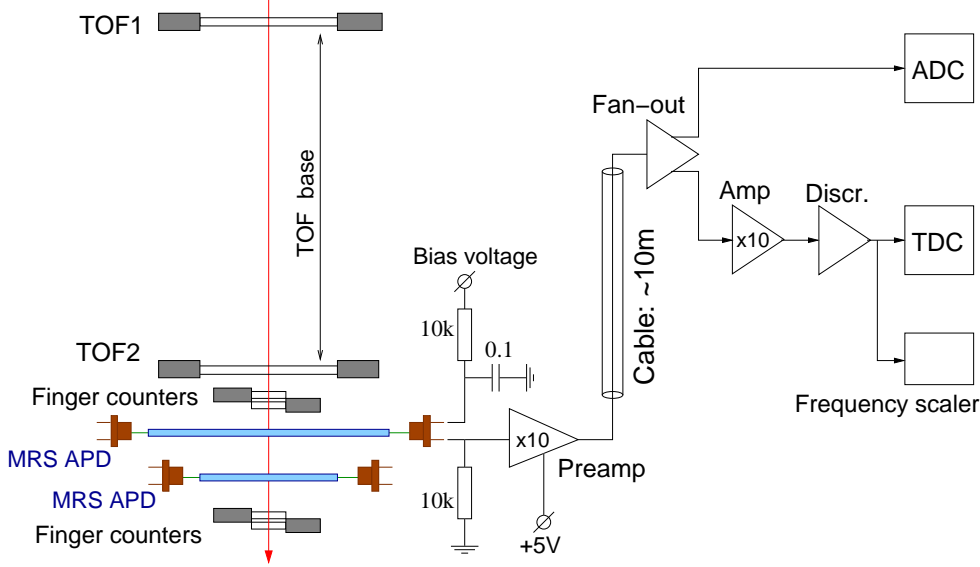 TOF1
TOF base
TOF2
Finger counters
MRS APD
MRS APD
Finger counters
Bias voltage
10k
0.1
10k
x10
Preamp
+5V
Cable: ~10m
Fan-out
ADC
Amp
x10
Discr.
TDC
Frequency scaler